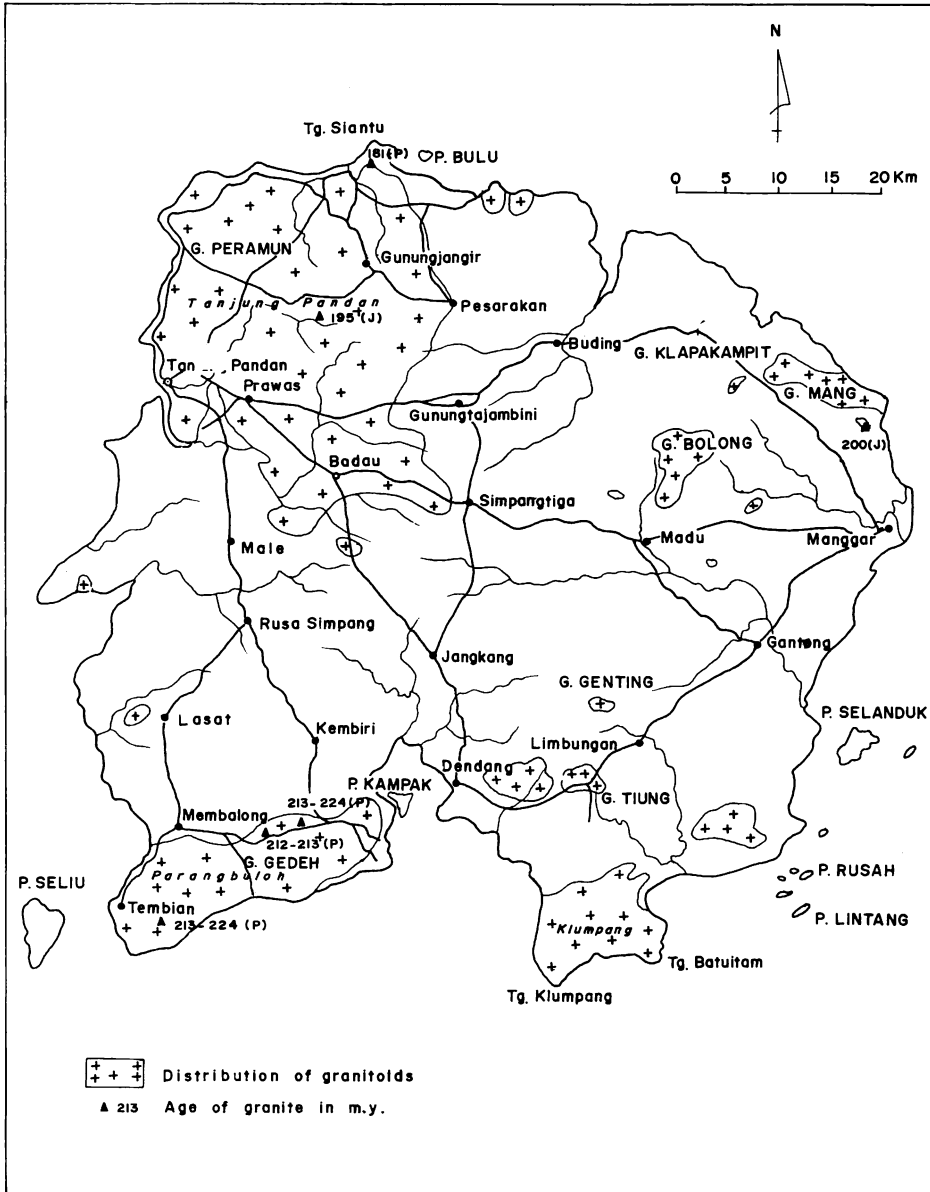 N
0 5 10 15 20 Km
Tg. Siantu
181(P)
P. BULU
G. PERAMUN
Gunungjangir
Tanjung Pandan
195 (J)
Pesarakan
Buding
G. KLAPAKAMPIT
Tan Pandan
Prawas
G. MANG
Gunungtajambini
200(J)
G. BOLONG
Badau
Simpangtiga
Madu
Manggar
Male
Rusa Simpang
Gantung
Jangkang
G. GENTING
Lasat
Kembiri
Limbungan
P. SELANDUK
Dendang
P. KAMPAK
G. TIUNG
213-224(P)
Membalong
212-213(P)
G. GEDEH
Parangbuloh
P. SELIU
P. RUSAH
Tembian
213-224 (P)
P. LINTANG
Klumpang
Tg. Batuitam
Tg. Klumpang
Distribution of granitoids
213 Age of granite in m.y.